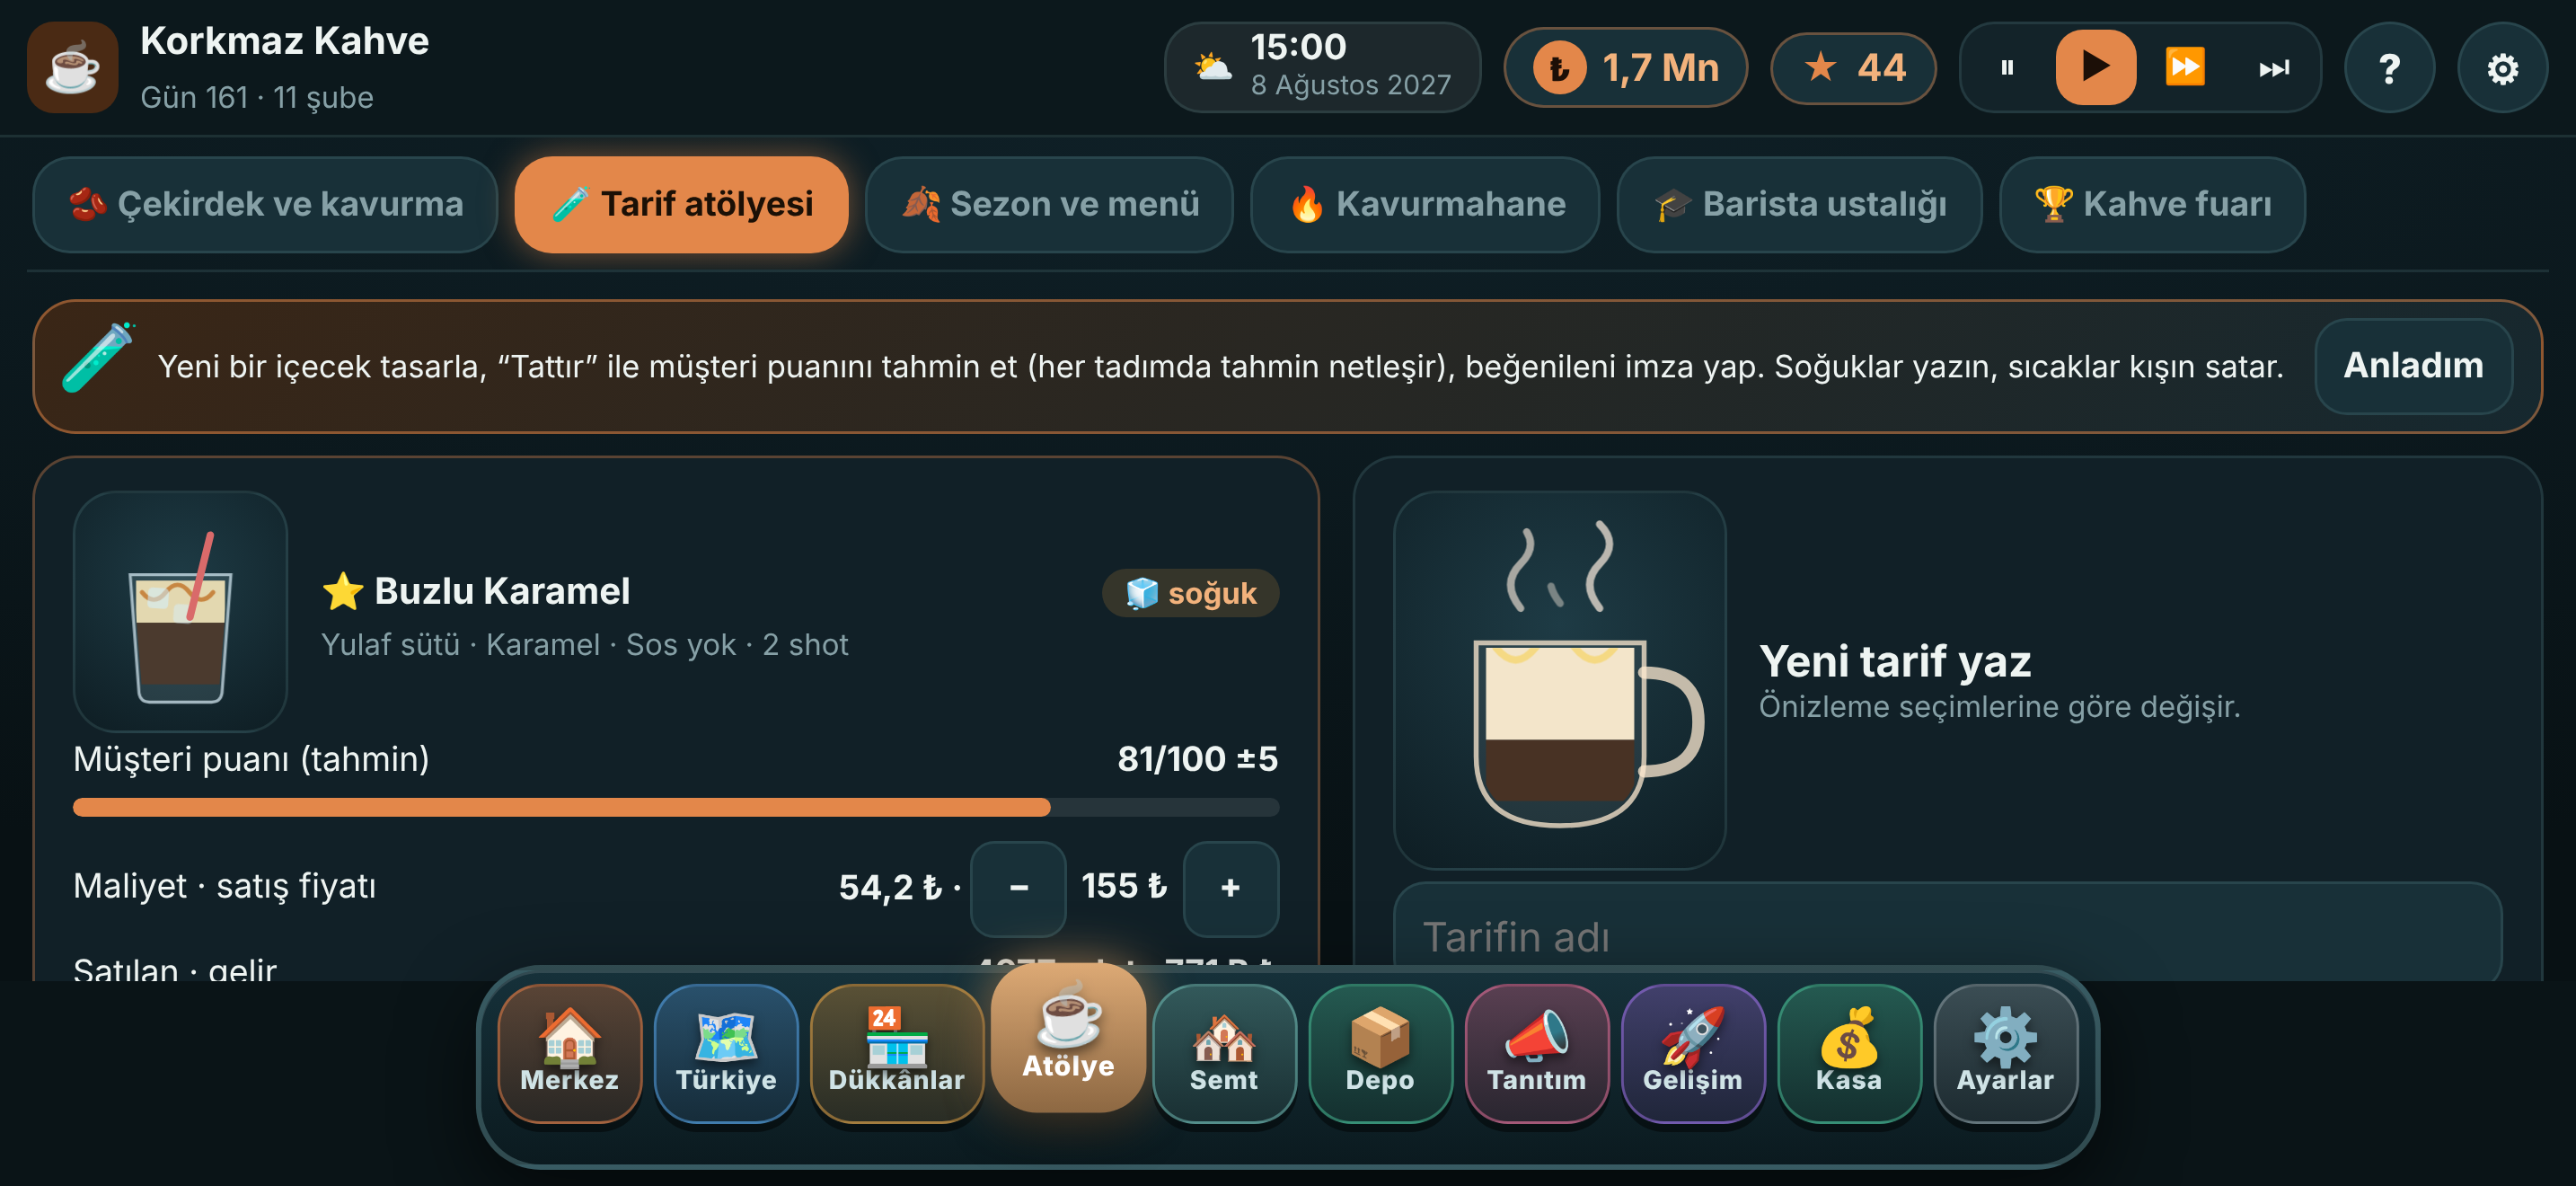 Korkmaz Kahve
Gün 161 · 11 şube
15:00
8 Ağustos 2027
₺ 1,7 Mn
★ 44
?
Çekirdek ve kavurma
Tarif atölyesi
Sezon ve menü
Kavurmahane
Barista ustalığı
Kahve fuarı
Yeni bir içecek tasarla, “Tattır” ile müşteri puanını tahmin et (her tadımda tahmin netleşir), beğenileni imza yap. Soğuklar yazın, sıcaklar kışın satar.
Anladım
Buzlu Karamel
soğuk
Yulaf sütü · Karamel · Sos yok · 2 shot
Müşteri puanı (tahmin) 81/100 ±5
Maliyet · satış fiyatı 54,2 ₺ · − 155 ₺ +
Satılan · gelir
Yeni tarif yaz
Önizleme seçimlerine göre değişir.
Tarifin adı
Merkez
Türkiye
24
Dükkânlar
Atölye
Semt
Depo
Tanıtım
Gelişim
Kasa
Ayarlar